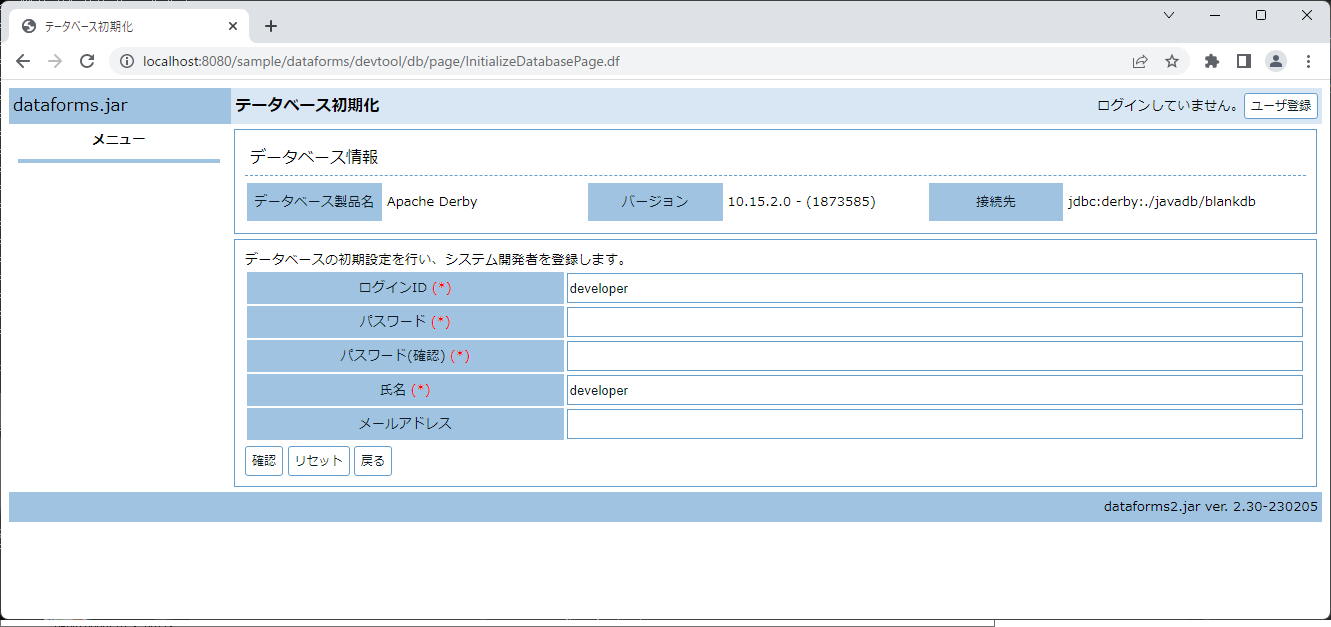 データベース初期化
localhost:8080/sample/dataforms/devtool/db/page/InitializeDatabasePage.df
dataforms.jar
データベース初期化
ログインしていません。 ユーザ登録
メニュー
データベース情報
データベース製品名 Apache Derby バージョン 10.15.2.0 - (1873585) 接続先 jdbc:derby:./javadb/blankdb
データベースの初期設定を行い、システム開発者を登録します。
ログインID (*) developer
パスワード (*)
パスワード(確認) (*)
氏名 (*) developer
メールアドレス
確認 リセット 戻る
dataforms2.jar ver. 2.30-230205